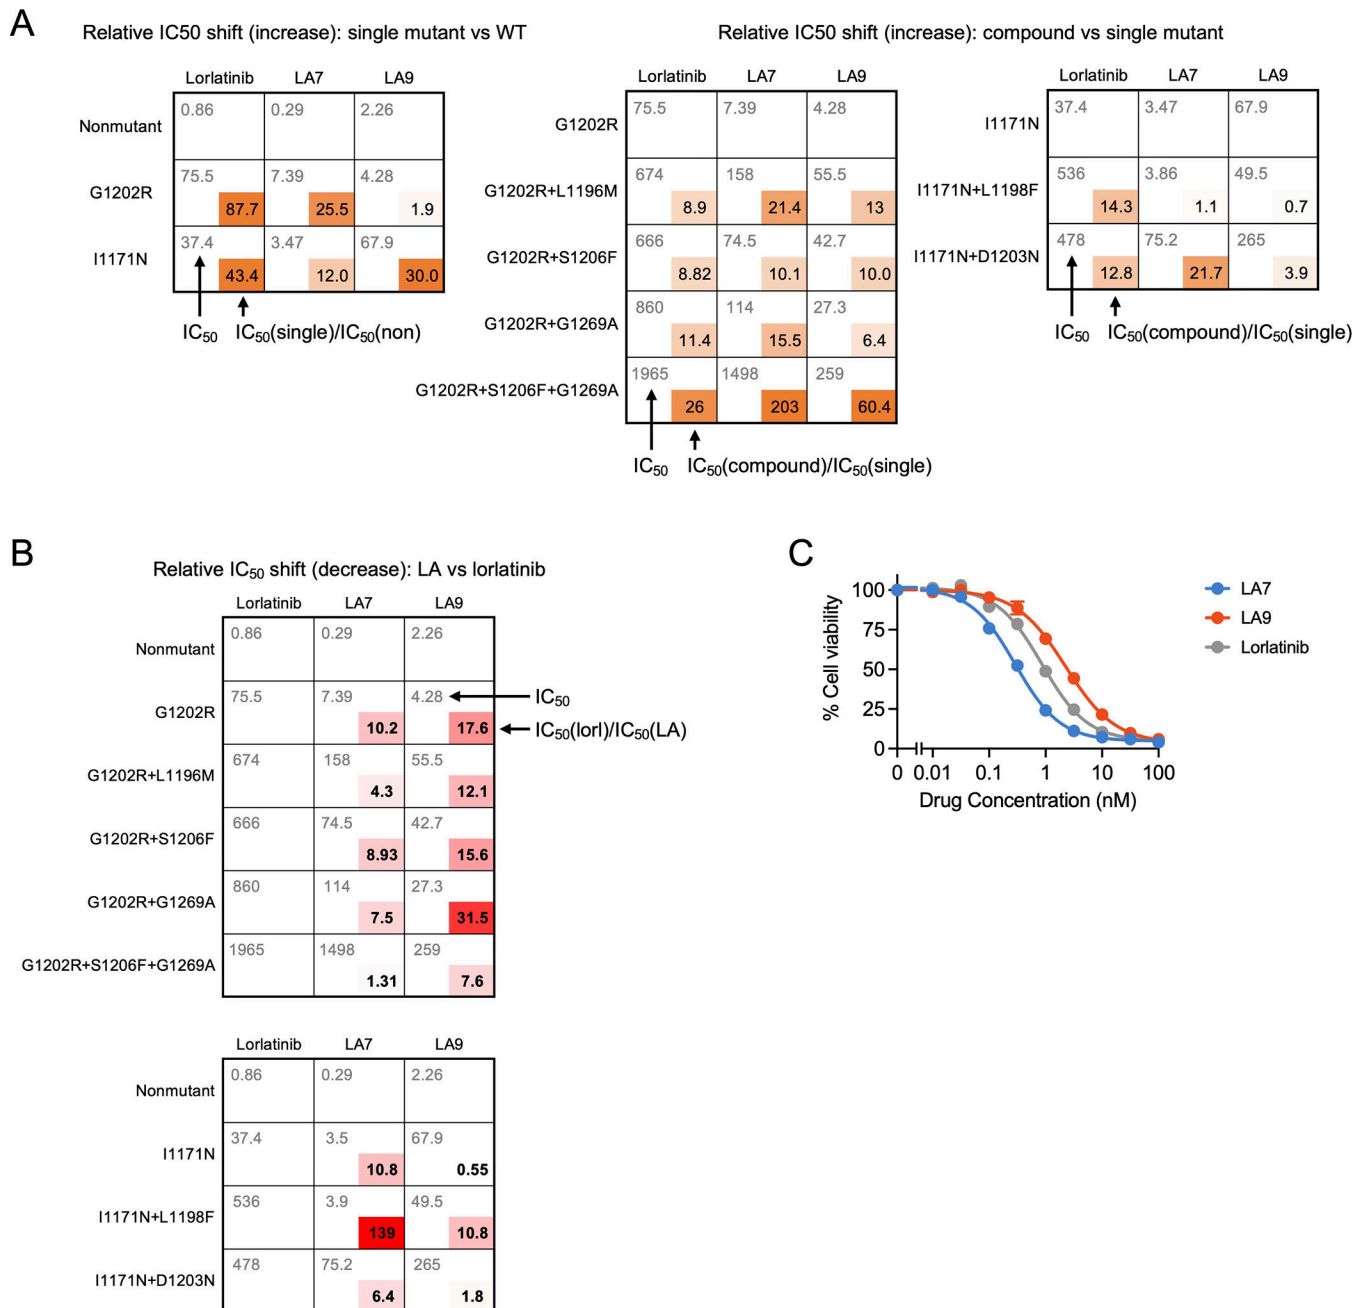 A
Relative IC50 shift (increase): single mutant vs WT
Lorlatinib LA7 LA9
Nonmutant 0.86 0.29 2.26
G1202R 75.5 87.7 7.39 25.5 4.28 1.9
I1171N 37.4 43.4 3.47 12.0 67.9 30.0
IC50 IC50(single)/IC50(non)
Relative IC50 shift (increase): compound vs single mutant
Lorlatinib LA7 LA9
G1202R 75.5 7.39 4.28
G1202R+L1196M 674 8.9 158 21.4 55.5 13
G1202R+S1206F 666 8.82 74.5 10.1 42.7 10.0
G1202R+G1269A 860 11.4 114 15.5 27.3 6.4
G1202R+S1206F+G1269A 1965 26 1498 203 259 60.4
IC50 IC50(compound)/IC50(single)
Lorlatinib LA7 LA9
I1171N 37.4 3.47 67.9
I1171N+L1198F 536 14.3 3.86 1.1 49.5 0.7
I1171N+D1203N 478 12.8 75.2 21.7 265 3.9
IC50 IC50(compound)/IC50(single)
B
Relative IC50 shift (decrease): LA vs lorlatinib
Lorlatinib LA7 LA9
Nonmutant 0.86 0.29 2.26
G1202R 75.5 7.39 10.2 4.28 17.6
IC50
IC50(lorl)/IC50(LA)
G1202R+L1196M 674 158 4.3 55.5 12.1
G1202R+S1206F 666 74.5 8.93 42.7 15.6
G1202R+G1269A 860 114 7.5 27.3 31.5
G1202R+S1206F+G1269A 1965 1498 1.31 259 7.6
Lorlatinib LA7 LA9
Nonmutant 0.86 0.29 2.26
I1171N 37.4 3.5 10.8 67.9 0.55
I1171N+L1198F 536 3.9 139 49.5 10.8
I1171N+D1203N 478 75.2 6.4 265 1.8
C
% Cell viability
100
75
50
25
0
0 0.01 0.1 1 10 100
Drug Concentration (nM)
LA7
LA9
Lorlatinib